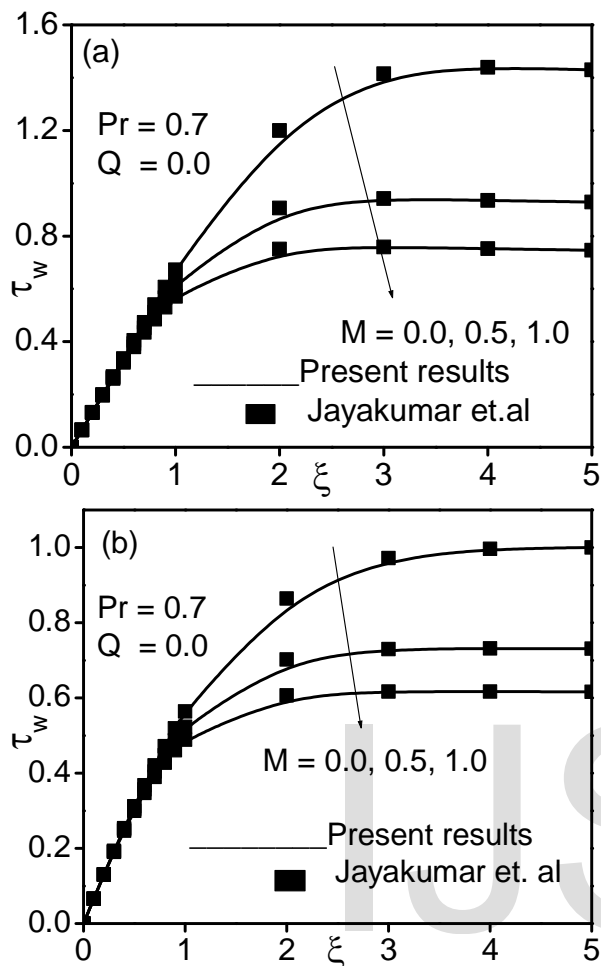 1.6
(a)
Pr = 0.7
Q = 0.0
1.2
0.8
τw
0.4
0.0
M = 0.0, 0.5, 1.0
Present results
Jayakumar et.al
0 1 2 3 4 5
ξ
(b)
1.0
Pr = 0.7
Q = 0.0
0.8
0.6
τw
0.4
0.2
0.0
M = 0.0, 0.5, 1.0
Present results
Jayakumar et. al
0 1 2 3 4 5
ξ
IUS